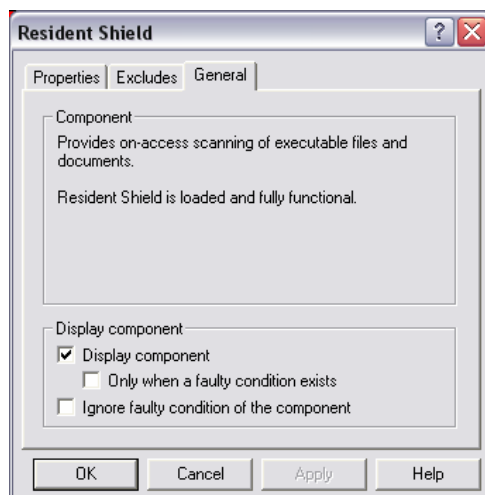 Resident Shield
Properties Excludes General
Component
Provides on-access scanning of executable files and
documents.
Resident Shield is loaded and fully functional.
Display component
Display component
Only when a faulty condition exists
Ignore faulty condition of the component
OK Cancel Apply Help